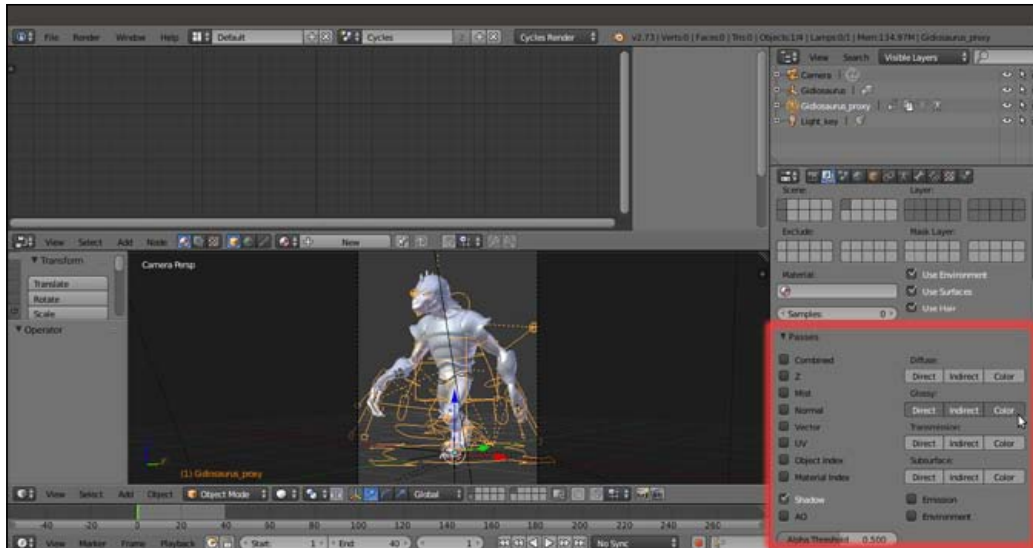 File Render Window Help Default Cycles 2 Cycles Render v2.73 | Verts:0 | Faces:0 | Tris:0 | Objects:1/4 | Lamps:0/1 | Mem:134.97M | Gidiosaurus_proxy
View Search Visible Layers
Camera
Gidiosaurus
Gidiosaurus_proxy
Light_key
Scene: Layer:
Exclude: Mask Layer:
Material: Use Environment
Use Surfaces
Samples: 0 Use Hair
View Select Add Node New
Transform
Translate
Rotate
Scale
Operator
Camera Persp
(1) Gidiosaurus_proxy
Passes
Combined Diffuse:
Z Direct Indirect Color
Mist Glossy:
Normal Direct Indirect Color
Vector Transmission:
UV Direct Indirect Color
Object Index Subsurface:
Material Index Direct Indirect Color
Shadow Emission
AO Environment
Alpha Threshold 0.500
View Select Add Object Object Mode Global
-40 -20 0 20 40 60 80 100 120 140 160 180 200 220 240 260
View Marker Frame Playback Start: 1 End: 40 1 No Sync